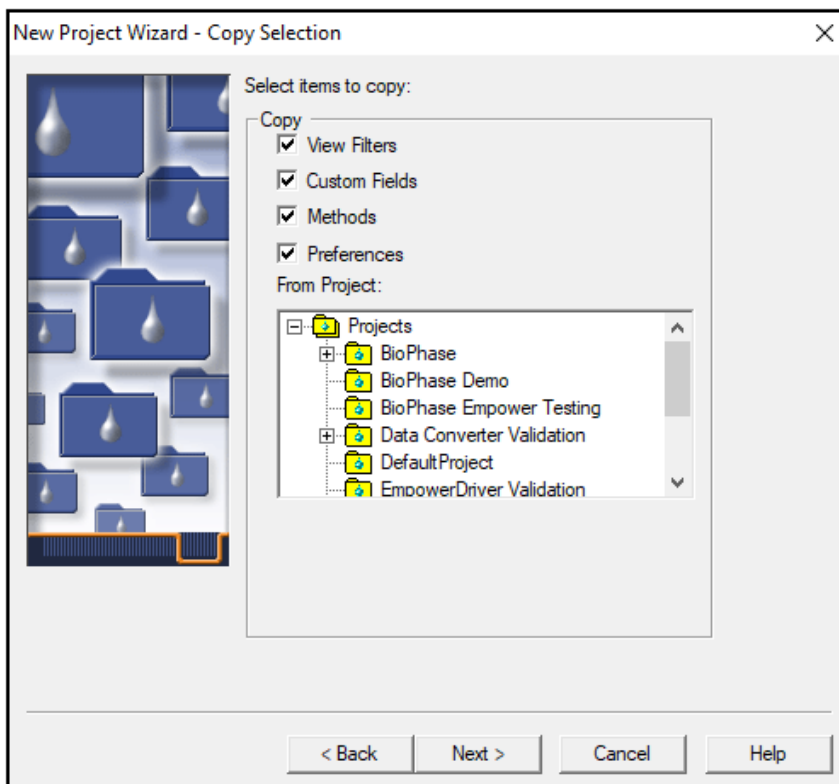 New Project Wizard - Copy Selection
Select items to copy:
Copy
View Filters
Custom Fields
Methods
Preferences
From Project:
Projects
BioPhase
BioPhase Demo
BioPhase Empower Testing
Data Converter Validation
DefaultProject
EmpowerDriver Validation
< Back
Next >
Cancel
Help